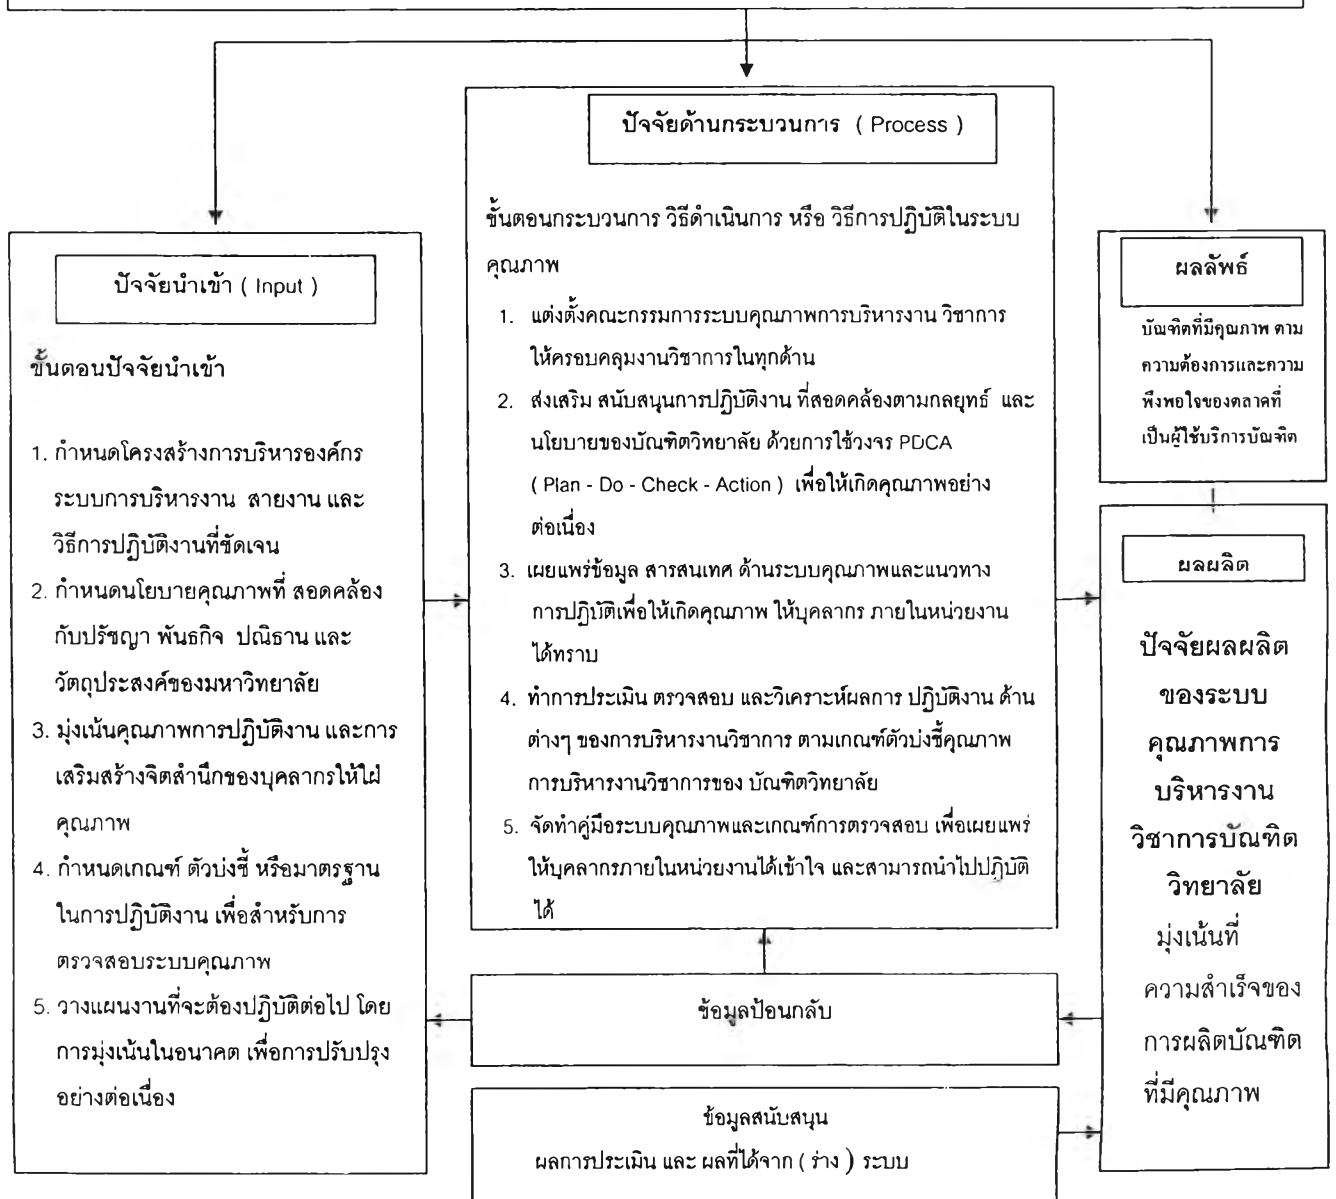 ปัจจัยด้านกระบวนการ ( Process )
ขั้นตอนกระบวนการ วิธีดำเนินการ หรือ วิธีการปฏิบัติในระบบ
คุณภาพ
1. แต่งตั้งคณะกรรมการระบบคุณภาพการบริหารงาน วิชาการ
ให้ครอบคลุมงานวิชาการในทุกด้าน
2. ส่งเสริม สนับสนุนการปฏิบัติงาน ที่สอดคล้องตามกลยุทธ์ และ
นโยบายของบัณฑิตวิทยาลัย ด้วยการใช้วงจร PDCA
( Plan - Do - Check - Action ) เพื่อให้เกิดคุณภาพอย่าง
ต่อเนื่อง
3. เผยแพร่ข้อมูล สารสนเทศ ด้านระบบคุณภาพและแนวทาง
การปฏิบัติเพื่อให้เกิดคุณภาพ ให้บุคลากร ภายในหน่วยงาน
ได้ทราบ
4. ทำการประเมิน ตรวจสอบ และวิเคราะห์ผลการ ปฏิบัติงาน ด้าน
ต่างๆ ของการบริหารงานวิชาการ ตามเกณฑ์ตัวบ่งชี้คุณภาพ
การบริหารงานวิชาการของ บัณฑิตวิทยาลัย
5. จัดทำคู่มือระบบคุณภาพและเกณฑ์การตรวจสอบ เพื่อเผยแพร่
ให้บุคลากรภายในหน่วยงานได้เข้าใจ และสามารถนำไปปฏิบัติ
ได้
ปัจจัยนำเข้า ( Input )
ขั้นตอนปัจจัยนำเข้า
1. กำหนดโครงสร้างการบริหารองค์กร
ระบบการบริหารงาน สายงาน และ
วิธีการปฏิบัติงานที่ชัดเจน
2. กำหนดนโยบายคุณภาพที่ สอดคล้อง
กับปรัชญา พันธกิจ ปณิธาน และ
วัตถุประสงค์ของมหาวิทยาลัย
3. มุ่งเน้นคุณภาพการปฏิบัติงาน และการ
เสริมสร้างจิตสำนึกของบุคลากรให้ใฝ่
คุณภาพ
4. กำหนดเกณฑ์ ตัวบ่งชี้ หรือมาตรฐาน
ในการปฏิบัติงาน เพื่อสำหรับการ
ตรวจสอบระบบคุณภาพ
5. วางแผนงานที่จะต้องปฏิบัติต่อไป โดย
การมุ่งเน้นในอนาคต เพื่อการปรับปรุง
อย่างต่อเนื่อง
ผลลัพธ์
บัณฑิตที่มีคุณภาพ ตาม
ความต้องการและความ
พึงพอใจของตลาดที่
เป็นผู้ใช้บริการบัณฑิต
ผลผลิต
ปัจจัยผลผลิต
ของระบบ
คุณภาพการ
บริหารงาน
วิชาการบัณฑิต
วิทยาลัย
มุ่งเน้นที่
ความสำเร็จของ
การผลิตบัณฑิต
ที่มีคุณภาพ
ข้อมูลป้อนกลับ
ข้อมูลสนับสนุน
ผลการประเมิน และ ผลที่ได้จาก ( ร่าง ) ระบบ